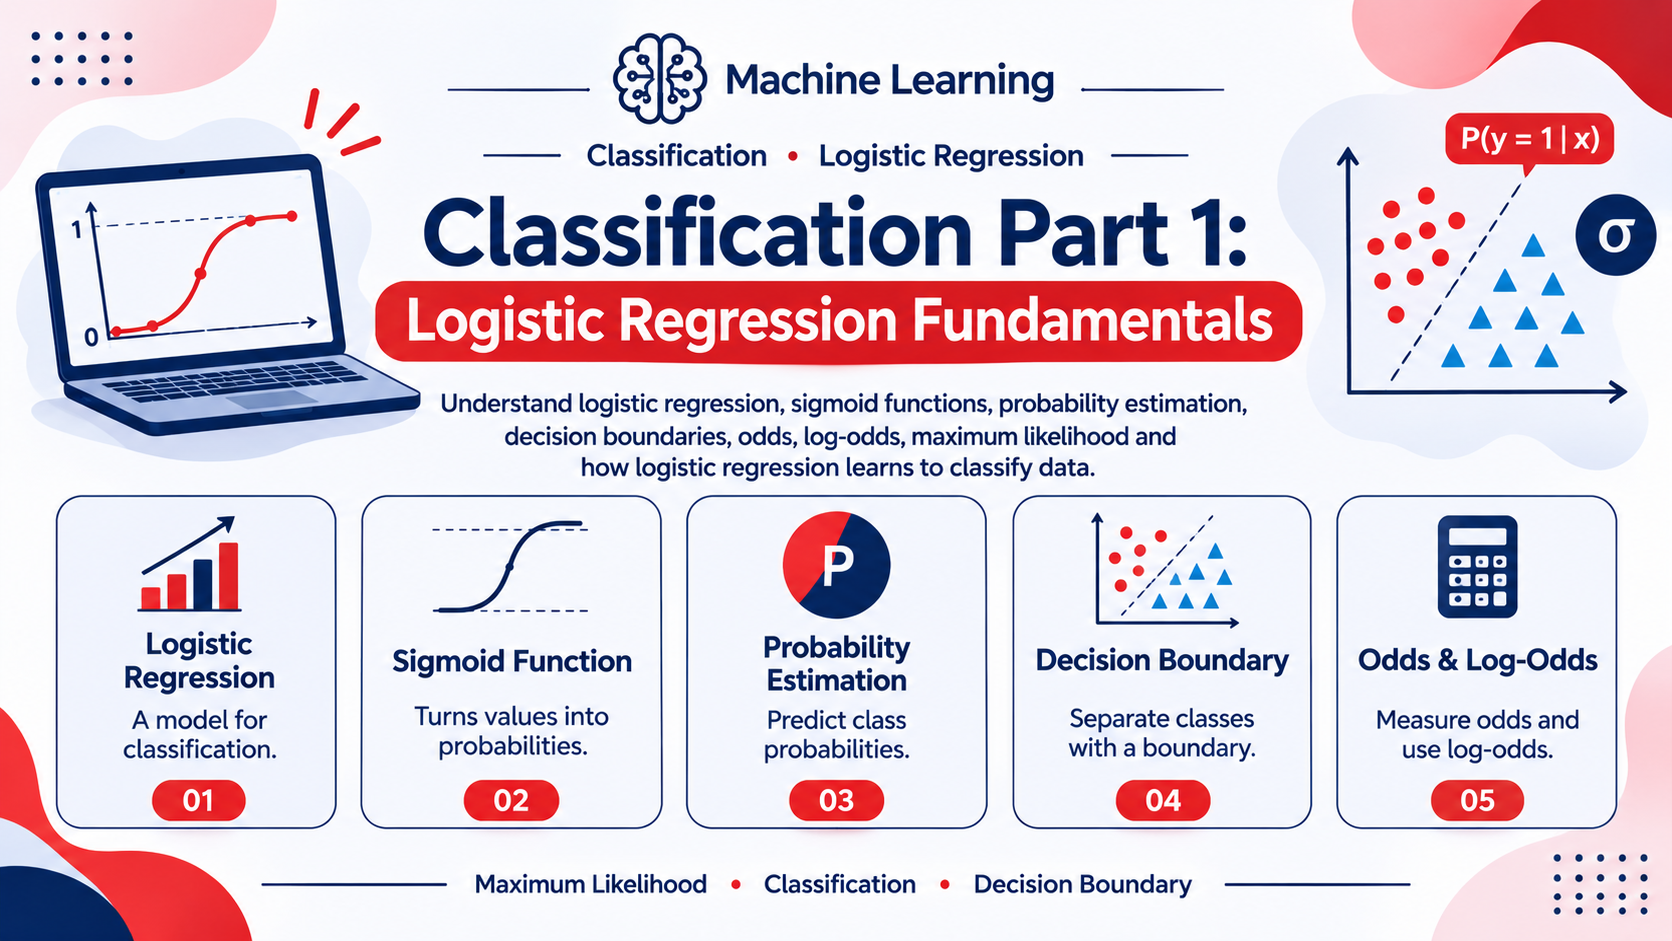 Machine Learning
Classification • Logistic Regression
Classification Part 1:
Logistic Regression Fundamentals
Understand logistic regression, sigmoid functions, probability estimation,
decision boundaries, odds, log-odds, maximum likelihood and
how logistic regression learns to classify data.
1
0
P(y = 1 | x)
σ
Logistic
Regression
A model for
classification.
01
Sigmoid Function
Turns values into
probabilities.
02
P
Probability
Estimation
Predict class
probabilities.
03
Decision Boundary
Separate classes
with a boundary.
04
Odds & Log-Odds
Measure odds and
use log-odds.
05
Maximum Likelihood • Classification • Decision Boundary